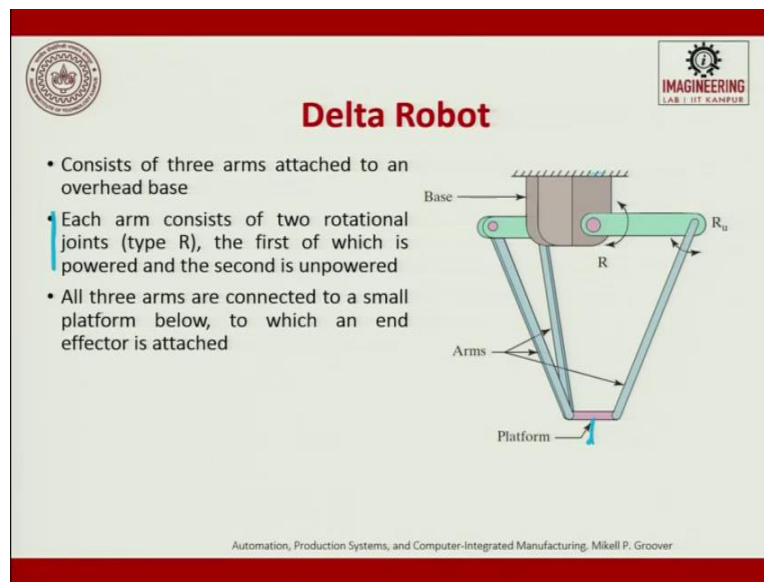 IMAGINEERING
LAB | IIT KANPUR
Delta Robot
• Consists of three arms attached to an
overhead base
• Each arm consists of two rotational
joints (type R), the first of which is
powered and the second is unpowered
• All three arms are connected to a small
platform below, to which an end
effector is attached
Base
Ru
R
Arms
Platform
Automation, Production Systems, and Computer-Integrated Manufacturing, Mikell P. Groover